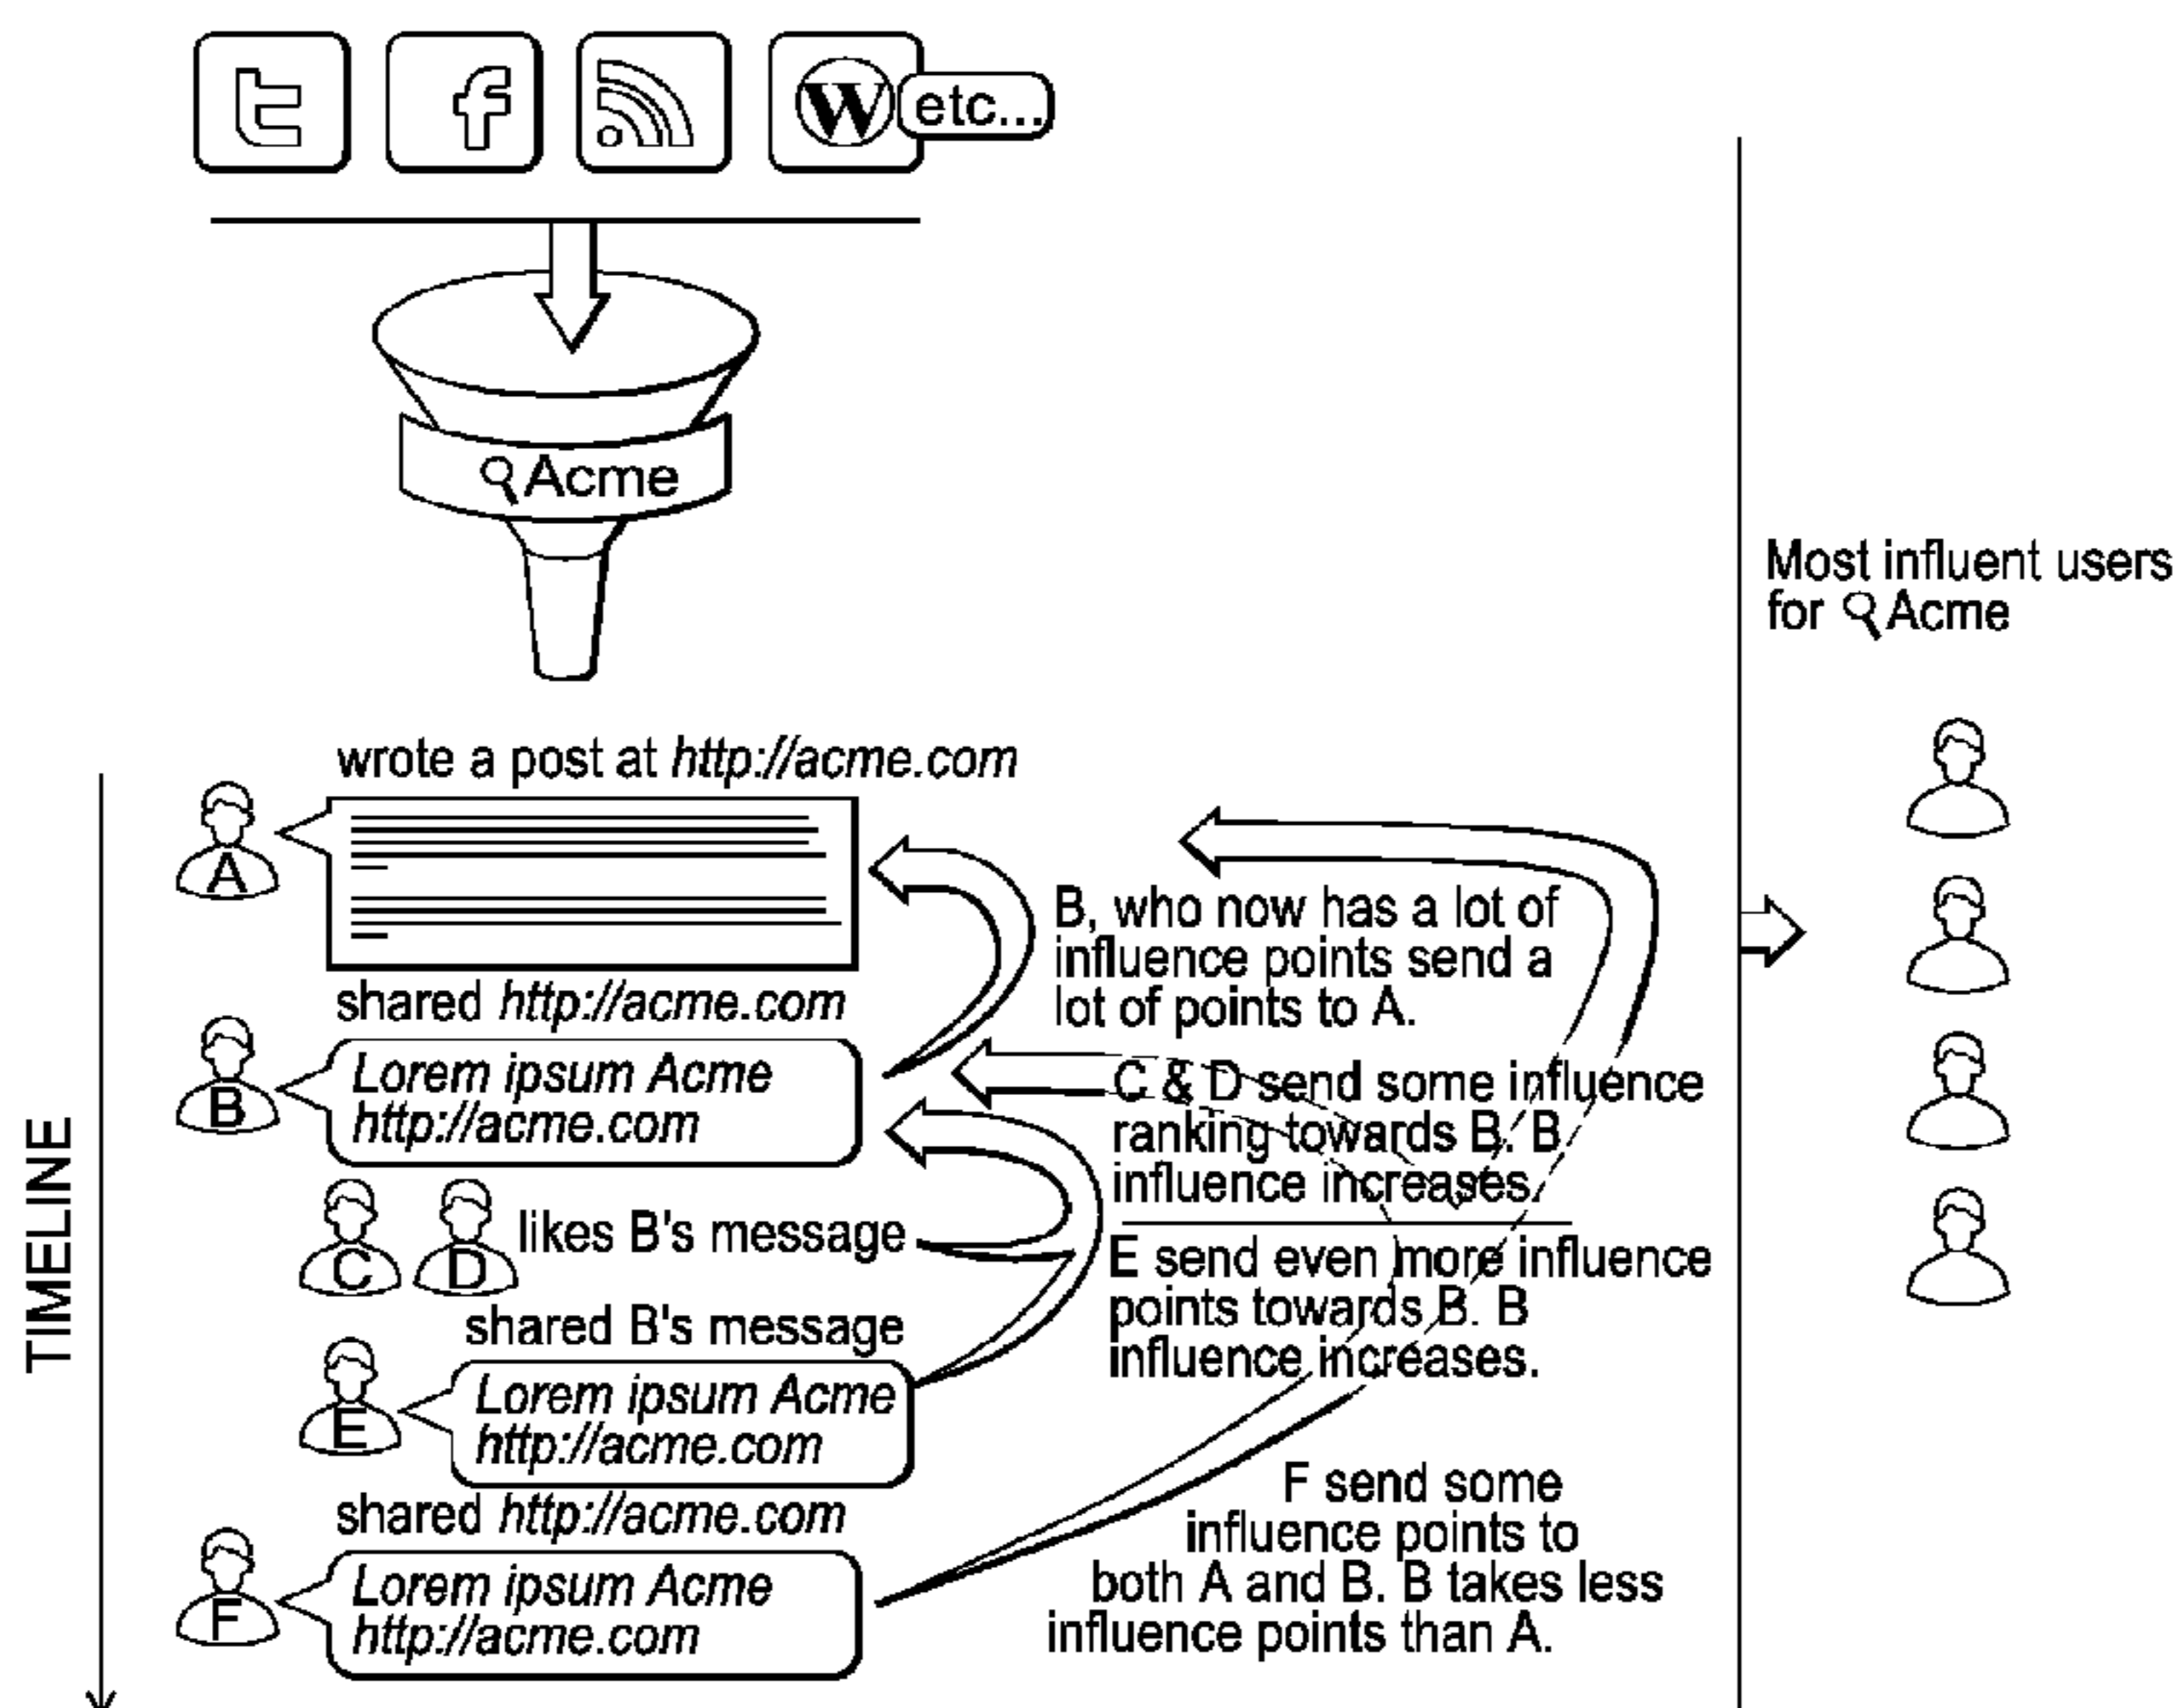 t f W etc...
Acme
Most influent users
for Acme
TIMELINE
wrote a post at http://acme.com
A
B, who now has a lot of
influence points send a
lot of points to A.
shared http://acme.com
B
Lorem ipsum Acme
http://acme.com
C & D send some influence
ranking towards B. B
influence increases.
C D likes B's message
E send even more influence
points towards B. B
influence increases.
shared B's message
E
Lorem ipsum Acme
http://acme.com
F send some
influence points to
both A and B. B takes less
influence points than A.
shared http://acme.com
F
Lorem ipsum Acme
http://acme.com